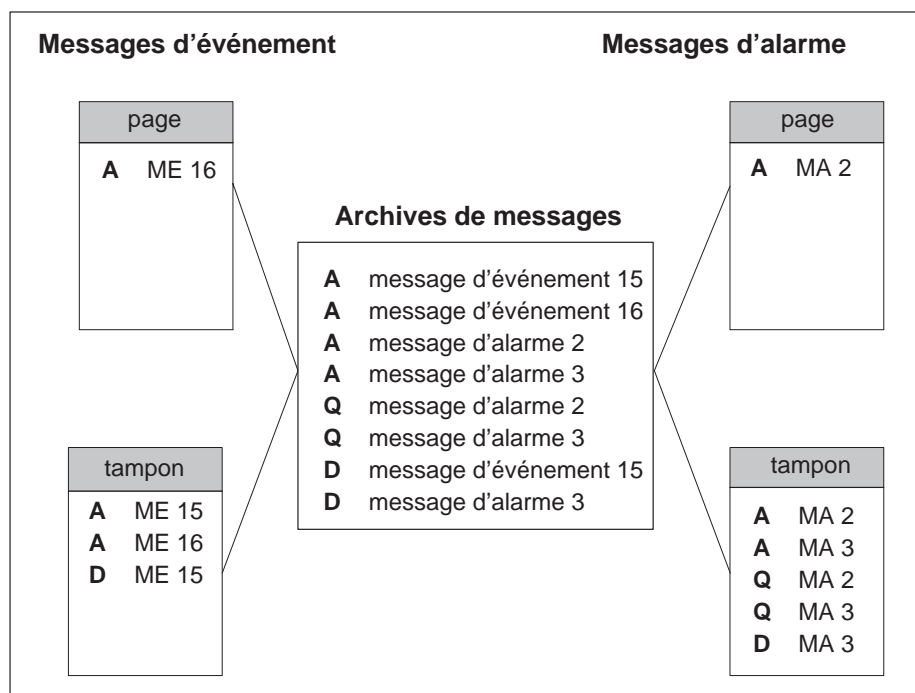 Messages d’événement
Messages d’alarme
page
A ME 16
page
A MA 2
Archives de messages
A message d’événement 15
A message d’événement 16
A message d’alarme 2
A message d’alarme 3
Q message d’alarme 2
Q message d’alarme 3
D message d’événement 15
D message d’alarme 3
tampon
A ME 15
A ME 16
D ME 15
tampon
A MA 2
A MA 3
Q MA 2
Q MA 3
D MA 3